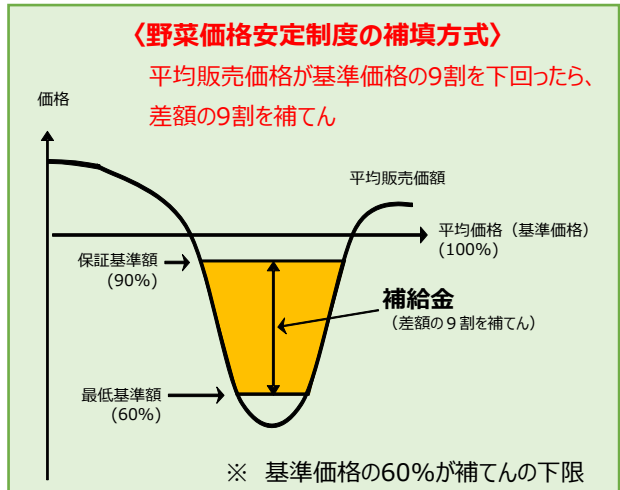 〈野菜価格安定制度の補填方式〉
平均販売価格が基準価格の9割を下回ったら、
差額の9割を補てん
価格
平均販売価額
平均価格（基準価格）
(100%)
保証基準額
(90%)
補給金
（差額の９割を補てん）
最低基準額
(60%)
※ 基準価格の60%が補てんの下限